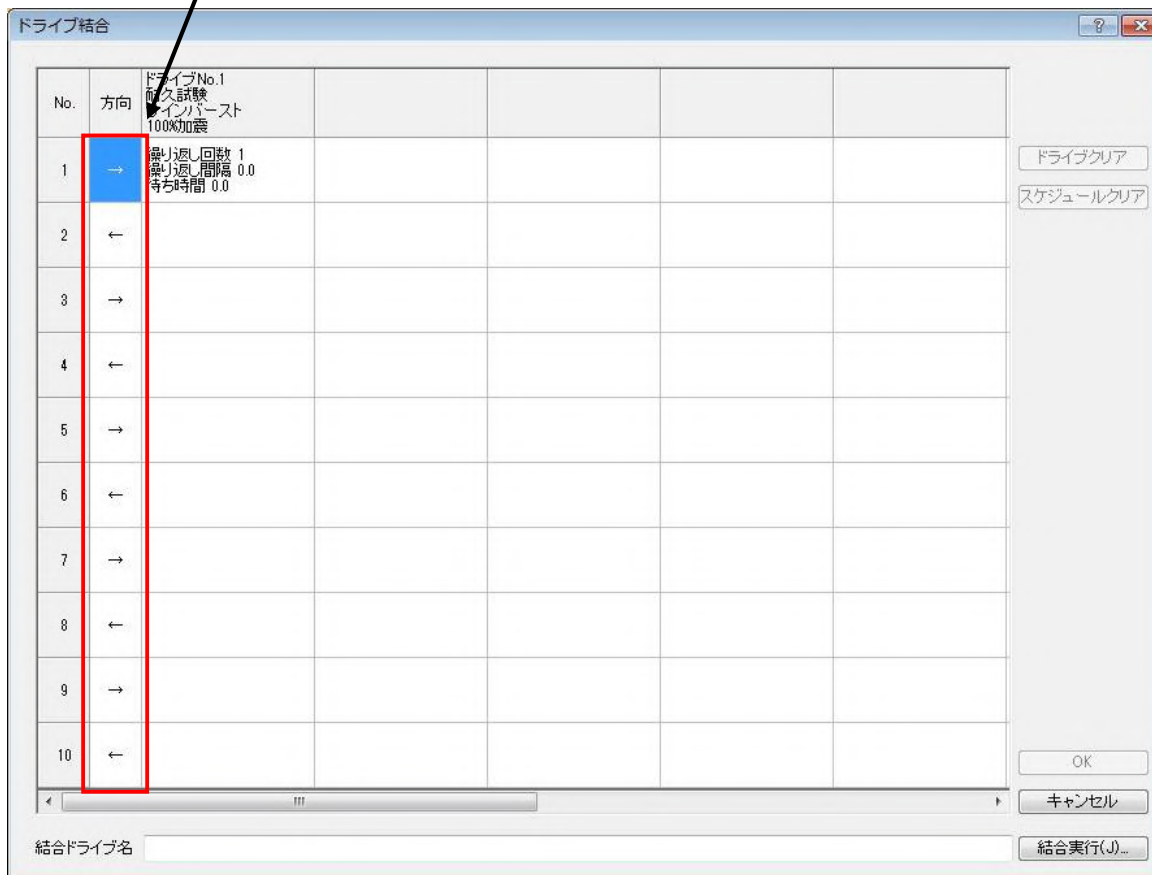 ドライブ結合
No. 方向 ドライブNo.1
耐久試験
サインバースト
100%加震
1 → 繰り返し回数 1
繰り返し間隔 0.0
待ち時間 0.0
2 ←
3 →
4 ←
5 →
6 ←
7 →
8 ←
9 →
10 ←
ドライブクリア
スケジュールクリア
OK
キャンセル
結合ドライブ名
結合実行(J)...